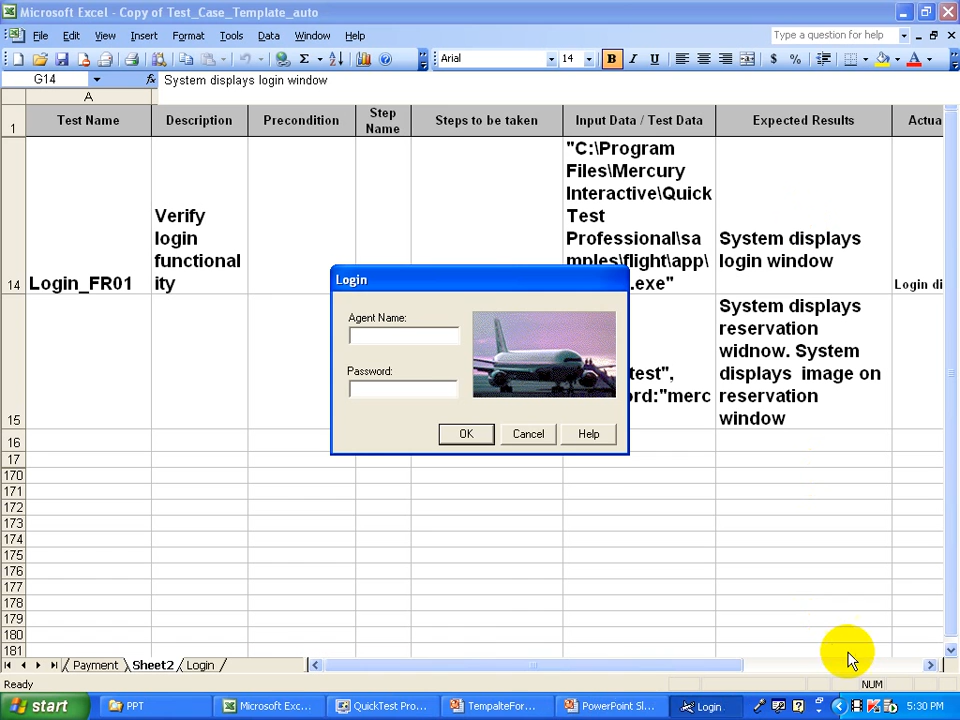 Microsoft Excel - Copy of Test_Case_Template_auto
File Edit View Insert Format Tools Data Window Help
Type a question for help
Arial 14 B I U $ %
G14 fx System displays login window
A
1 Test Name Description Precondition Step Name Steps to be taken Input Data / Test Data Expected Results Actua
"C:\Program
Files\Mercury
Interactive\Quick
Test
Professional\sa
mples\flight\app\
.exe"
Verify
login
functional
ity
System displays
login window
14 Login_FR01
Login di
Login
Agent Name:
Password:
OK Cancel Help
System displays
reservation
widnow. System
displays image on
reservation
window
test",
ord:"merc
15
16
17
170
171
172
173
174
175
176
177
178
179
180
181
Payment Sheet2 Login
Ready NUM
start PPT Microsoft Exc... QuickTest Pro... TempalteFor... PowerPoint Sl... Login 5:30 PM